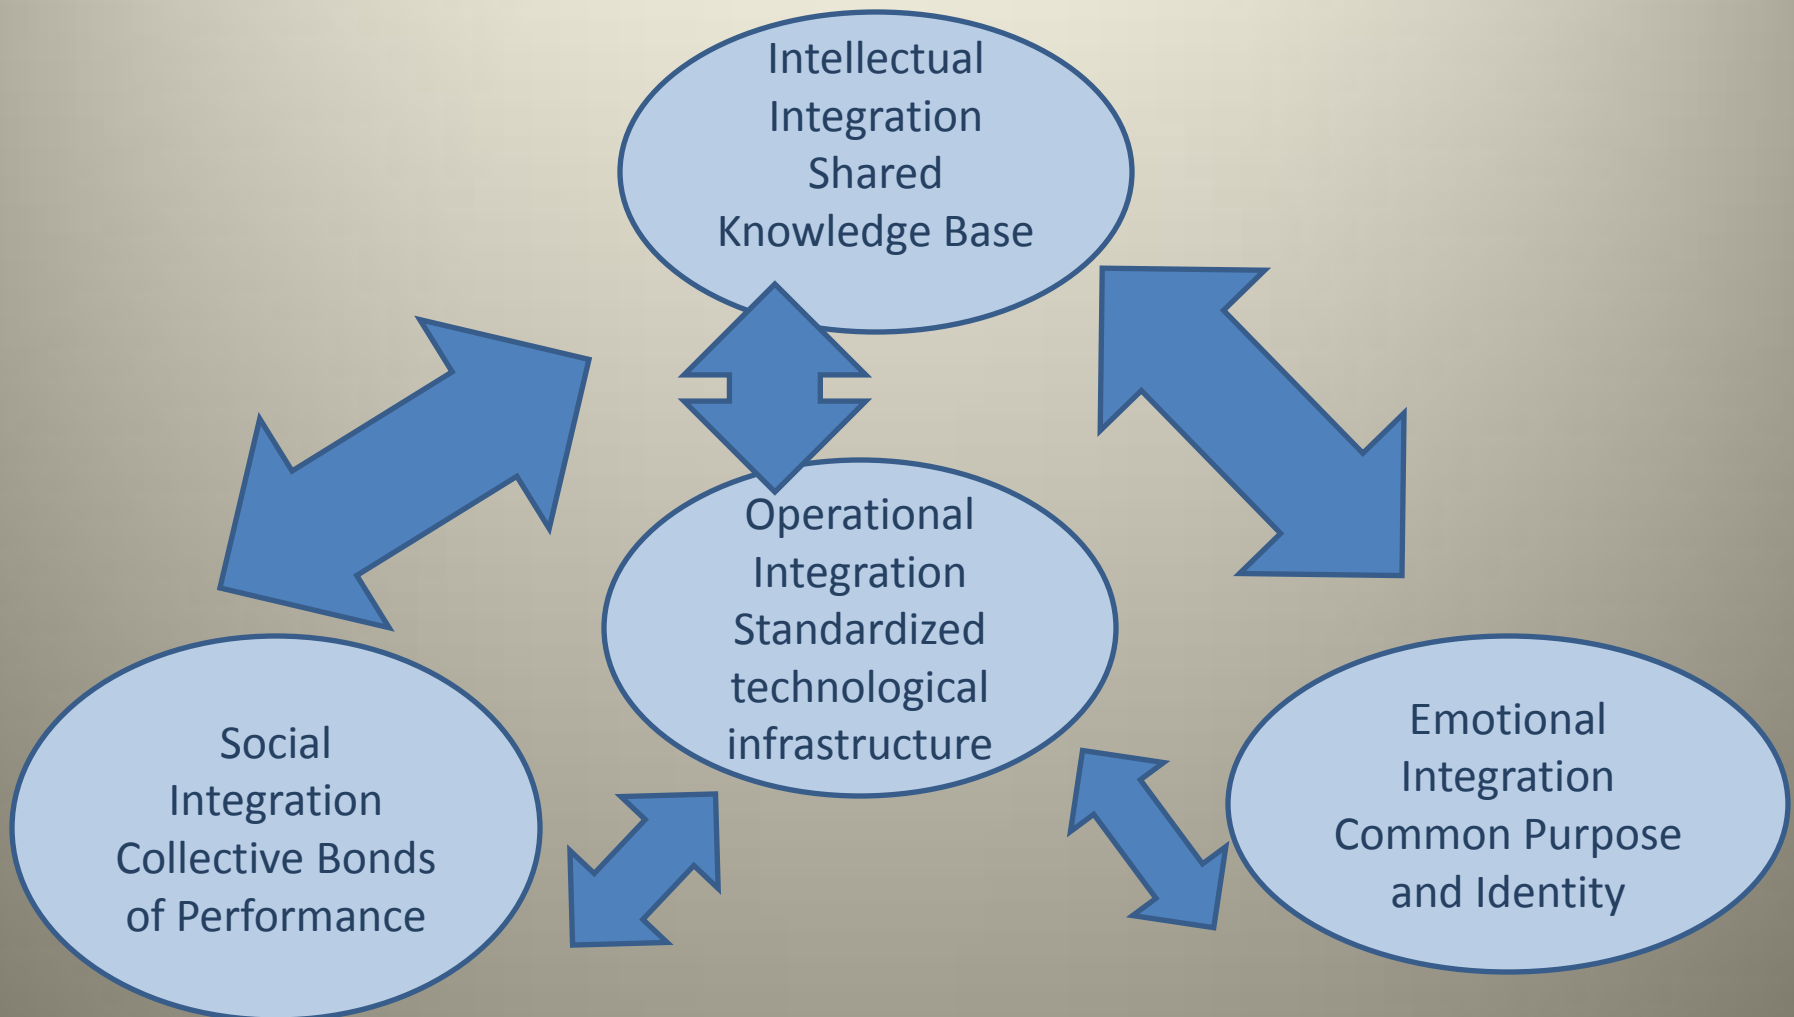 Intellectual
Integration
Shared
Knowledge Base
Operational
Integration
Standardized
technological
infrastructure
Social
Integration
Collective Bonds
of Performance
Emotional
Integration
Common Purpose
and Identity